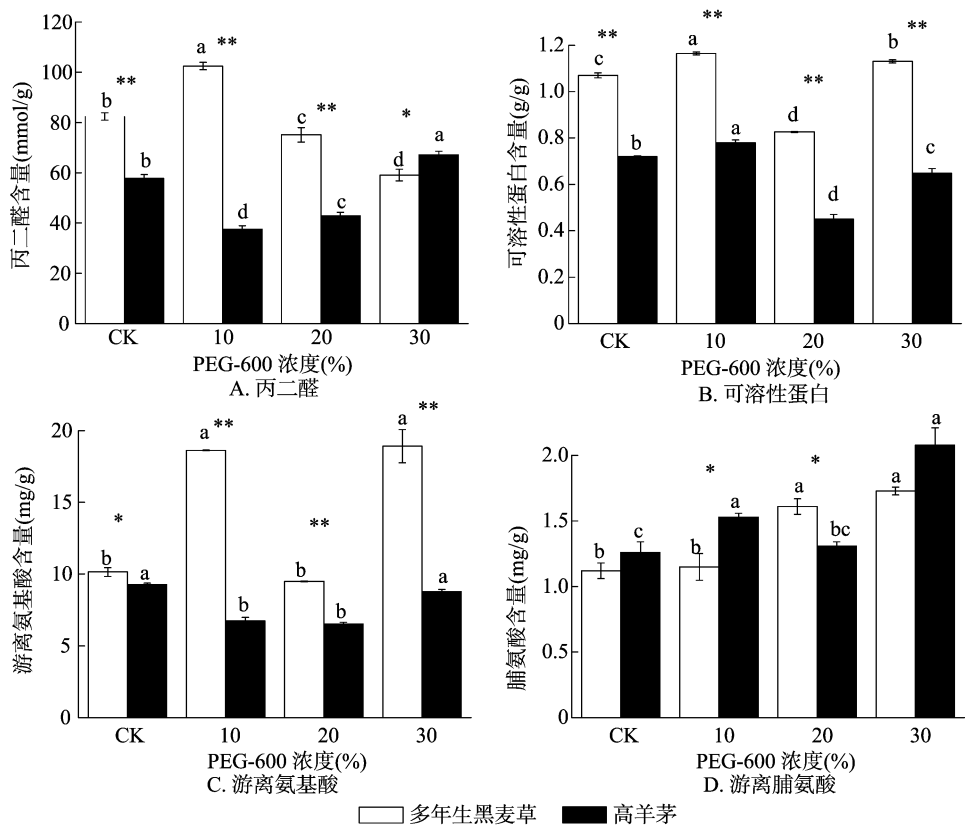 丙二醛含量(mmol/g)
120
100
80
60
40
20
0
b
**
b
a
**
d
c
**
c
d
*
a
CK
10
20
30
PEG-600 浓度(%)
A. 丙二醛
可溶性蛋白含量(g/g)
1.2
1.0
0.8
0.6
0.4
0.2
0
**
c
b
**
a
a
**
d
d
**
b
c
CK
10
20
30
PEG-600 浓度(%)
B. 可溶性蛋白
游离氨基酸含量(mg/g)
20
15
10
5
0
*
b
a
a
**
b
**
b
b
a
**
a
CK
10
20
30
PEG-600 浓度(%)
C. 游离氨基酸
脯氨酸含量(mg/g)
2.0
1.5
1.0
0.5
0
b
c
*
b
a
*
a
bc
a
a
CK
10
20
30
PEG-600 浓度(%)
D. 游离脯氨酸
多年生黑麦草
高羊茅